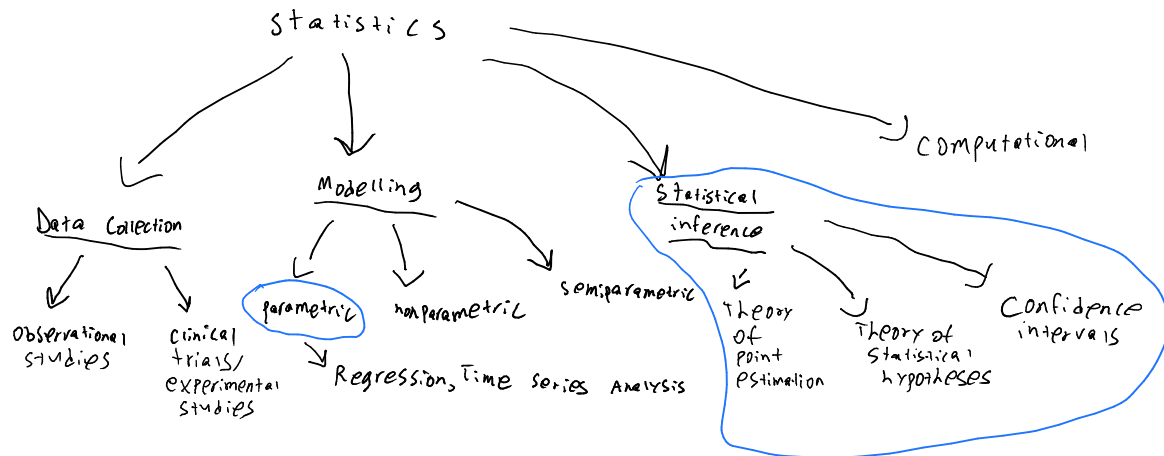 Statistics
Computational
Modelling
Statistical
inference
Data Collection
parametric
nonparametric
semiparametric
Observational
studies
Clinical
trials/
experimental
studies
Regression, Time Series Analysis
Theory
of
point
estimation
Theory of
statistical
hypotheses
Confidence
intervals